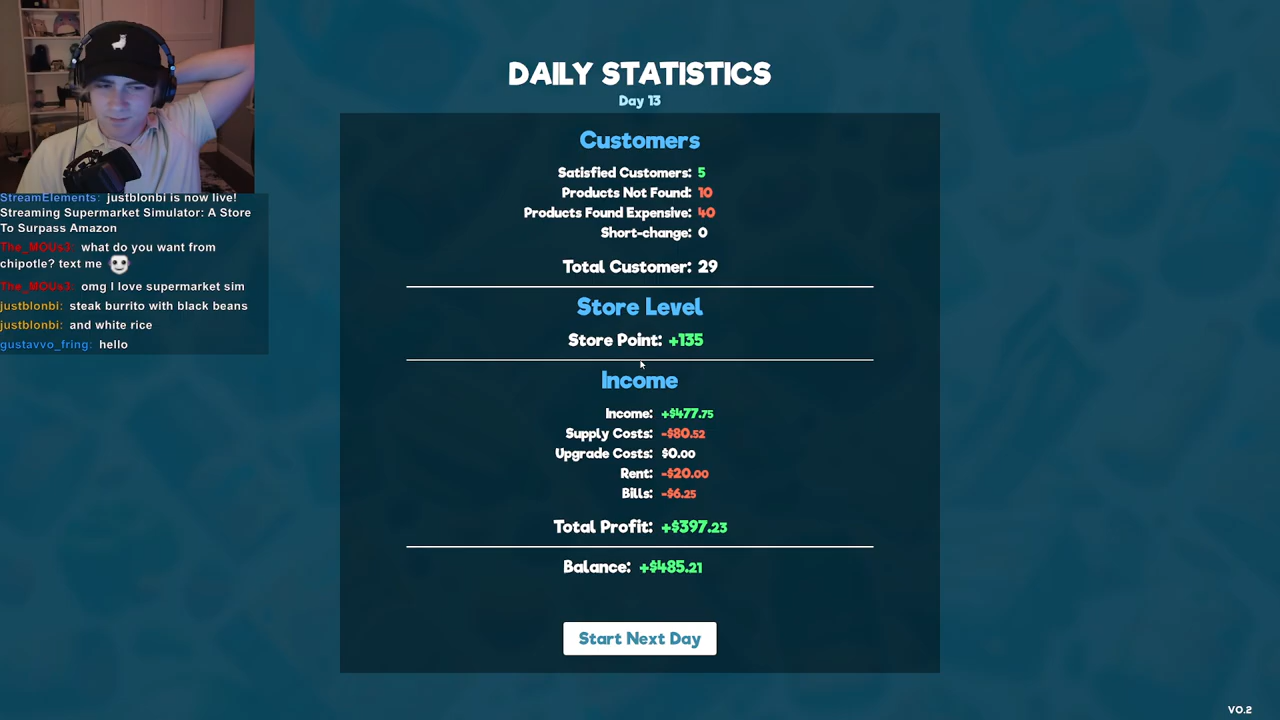 StreamElements: justblonbi is now live!
Streaming Supermarket Simulator: A Store
To Surpass Amazon
The_MOUs3: what do you want from
chipotle? text me
The_MOUs3: omg I love supermarket sim
justblonbi: steak burrito with black beans
justblonbi: and white rice
gustavvo_fring: hello
DAILY STATISTICS
Day 13
Customers
Satisfied Customers: 5
Products Not Found: 10
Products Found Expensive: 40
Short-change: 0
Total Customer: 29
Store Level
Store Point: +135
Income
Income: +$477.75
Supply Costs: -$80.52
Upgrade Costs: $0.00
Rent: -$20.00
Bills: -$6.25
Total Profit: +$397.23
Balance: +$485.21
Start Next Day
V0.2